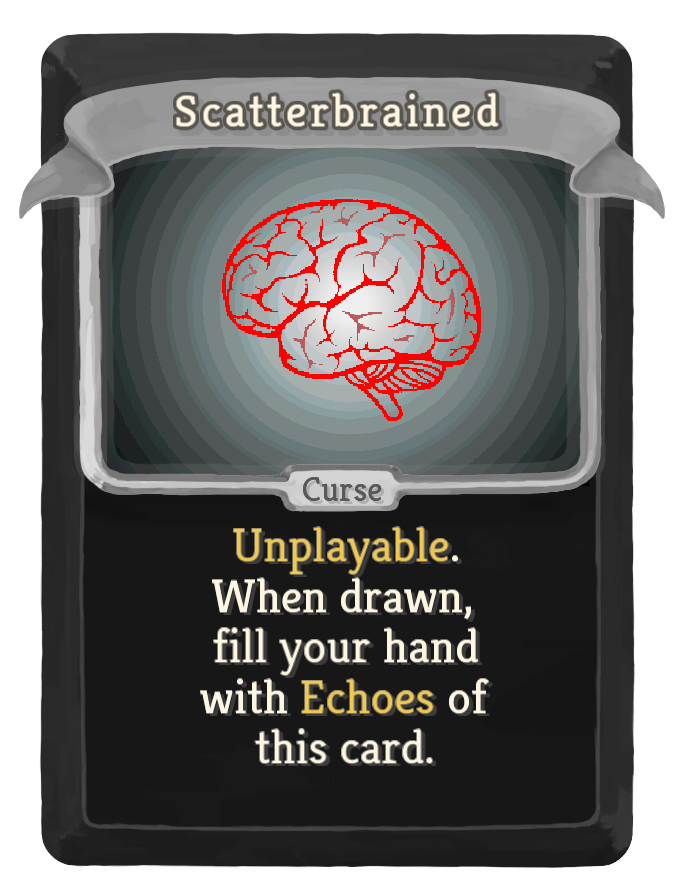 Scatterbrained
Curse
Unplayable.
When drawn,
fill your hand
with Echoes of
this card.